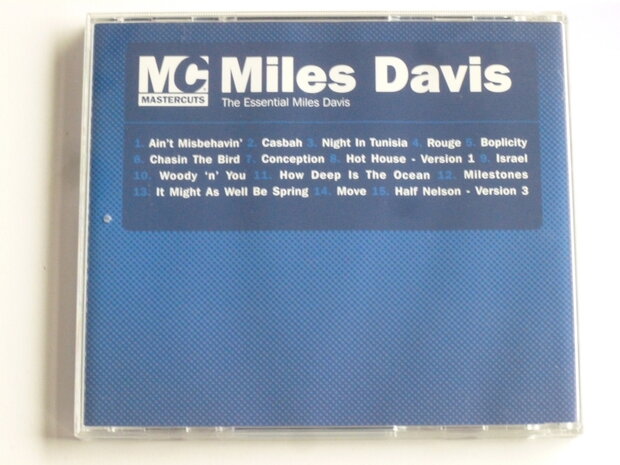 MC Miles Davis
MASTERCUTS The Essential Miles Davis
1. Ain't Misbehavin' 2. Casbah 3. Night In Tunisia 4. Rouge 5. Boplicity
6. Chasin The Bird 7. Conception 8. Hot House - Version 1 9. Israel
10. Woody 'n' You 11. How Deep Is The Ocean 12. Milestones
13. It Might As Well Be Spring 14. Move 15. Half Nelson - Version 3